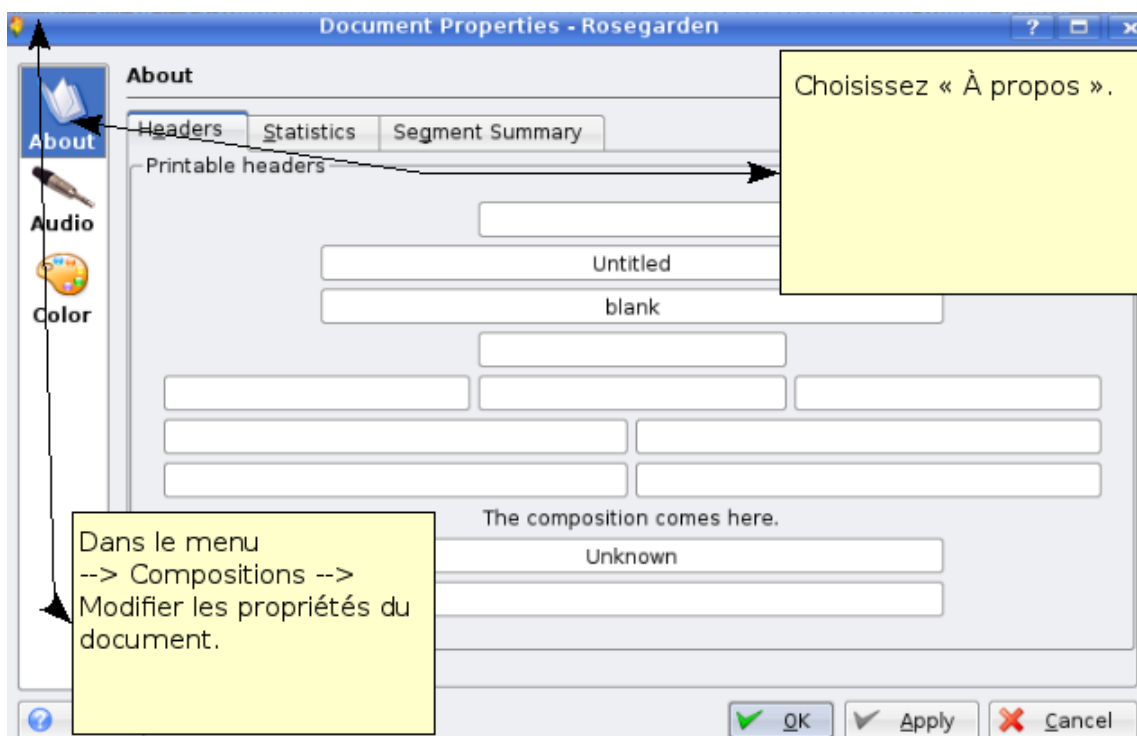 Document Properties - Rosegarden
About
Choisissez « À propos ».
About
Headers Statistics Segment Summary
Printable headers
Audio
Untitled
Color
blank
The composition comes here.
Dans le menu
--> Compositions -->
Modifier les propriétés du
document.
Unknown
OK Apply Cancel